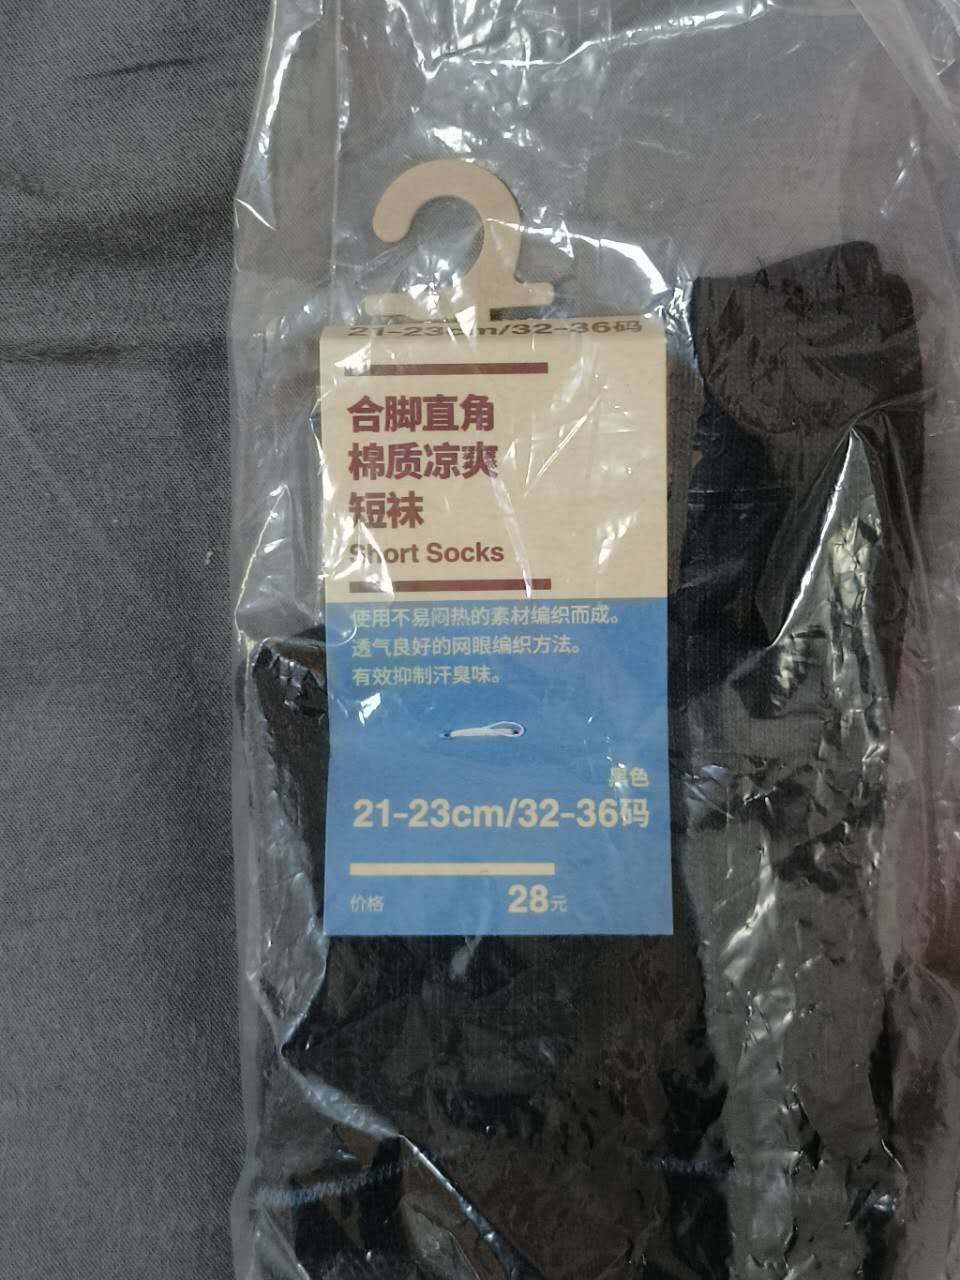 21-23cm/32-36码
合脚直角
棉质凉爽
短袜
Short Socks
使用不易闷热的素材编织而成。
透气良好的网眼编织方法。
有效抑制汗臭味。
黑色
21-23cm/32-36码
价格 28元